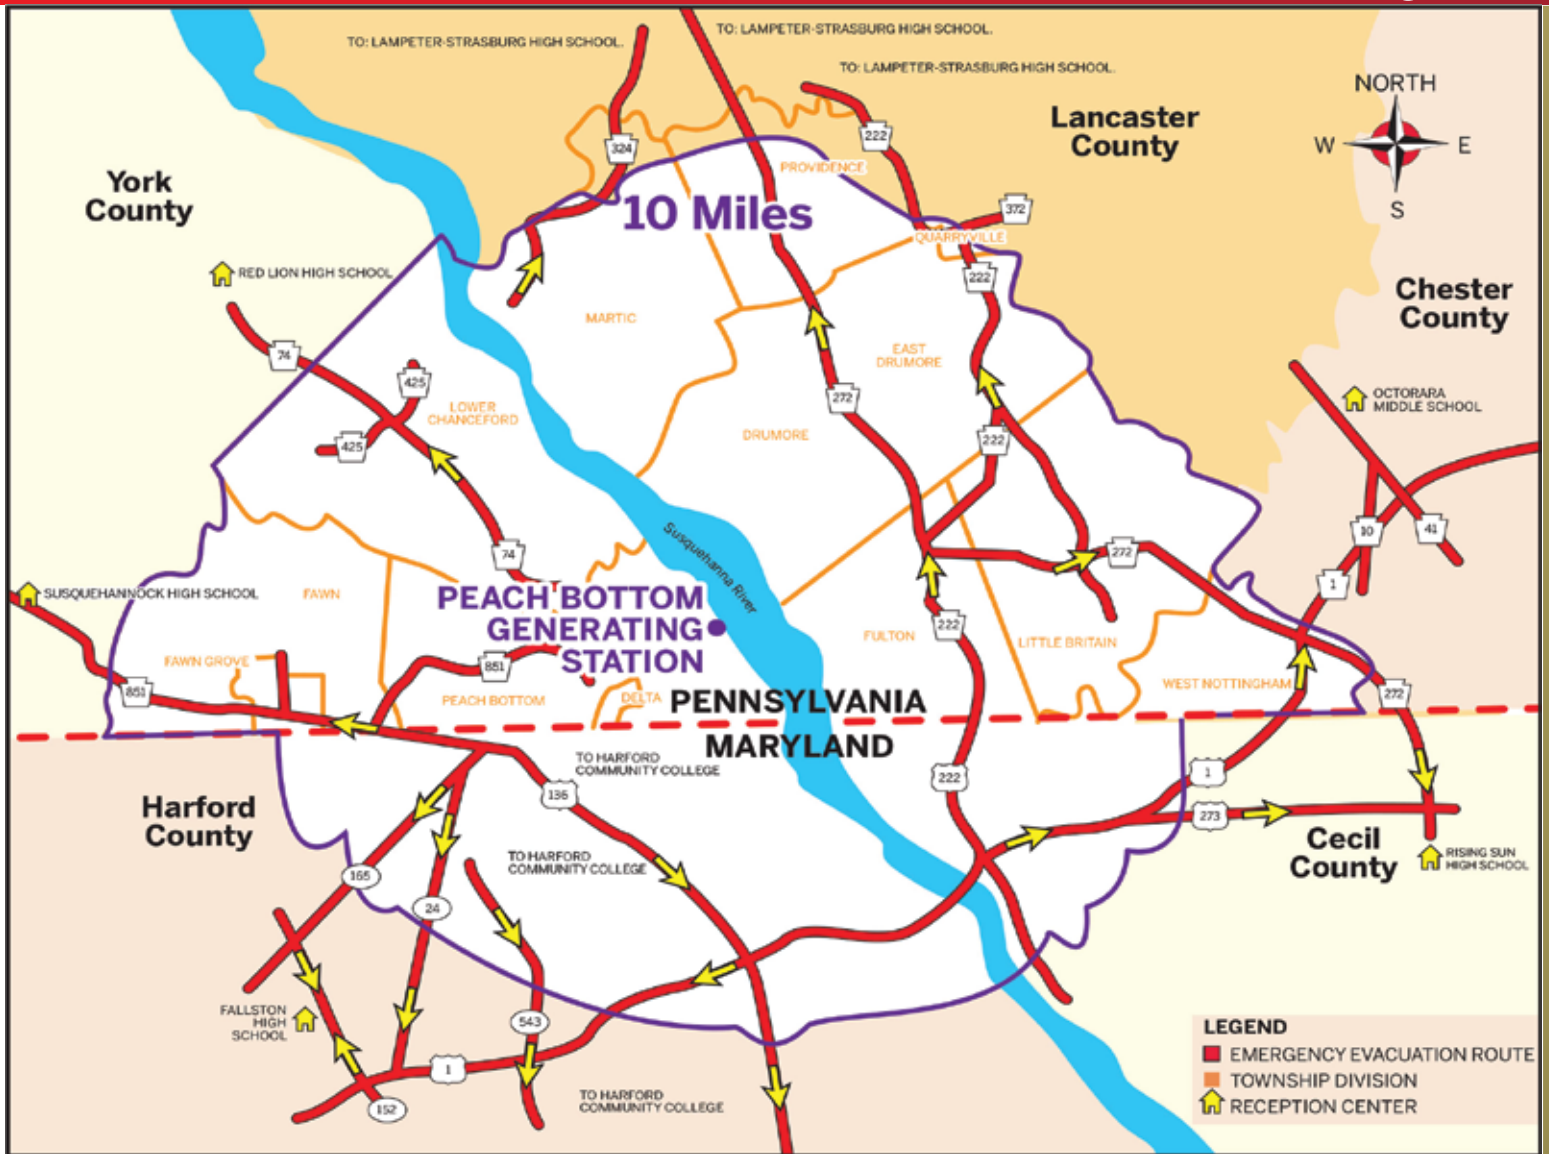 TO: LAMPETER-STRASBURG HIGH SCHOOL.
TO: LAMPETER-STRASBURG HIGH SCHOOL.
TO: LAMPETER-STRASBURG HIGH SCHOOL.
NORTH
W
E
S
Lancaster
County
York
County
324
222
PROVIDENCE
10 Miles
372
QUARRYVILLE
RED LION HIGH SCHOOL
222
Chester
County
MARTIC
74
EAST
DRUMORE
425
272
OCTORARA
MIDDLE SCHOOL
LOWER
CHANCEFORD
DRUMORE
425
222
Susquehanna River
10
41
74
272
1
SUSQUEHANNOCK HIGH SCHOOL
FAWN
PEACH BOTTOM
GENERATING
STATION
222
FULTON
LITTLE BRITAIN
FAWN GROVE
851
851
PEACH BOTTOM
DELTA
WEST NOTTINGHAM
272
PENNSYLVANIA
MARYLAND
TO HARFORD
COMMUNITY COLLEGE
222
1
136
Harford
County
273
Cecil
County
RISING SUN
HIGH SCHOOL
TO HARFORD
COMMUNITY COLLEGE
165
24
FALLSTON
HIGH
SCHOOL
543
1
152
TO HARFORD
COMMUNITY COLLEGE
LEGEND
EMERGENCY EVACUATION ROUTE
TOWNSHIP DIVISION
RECEPTION CENTER